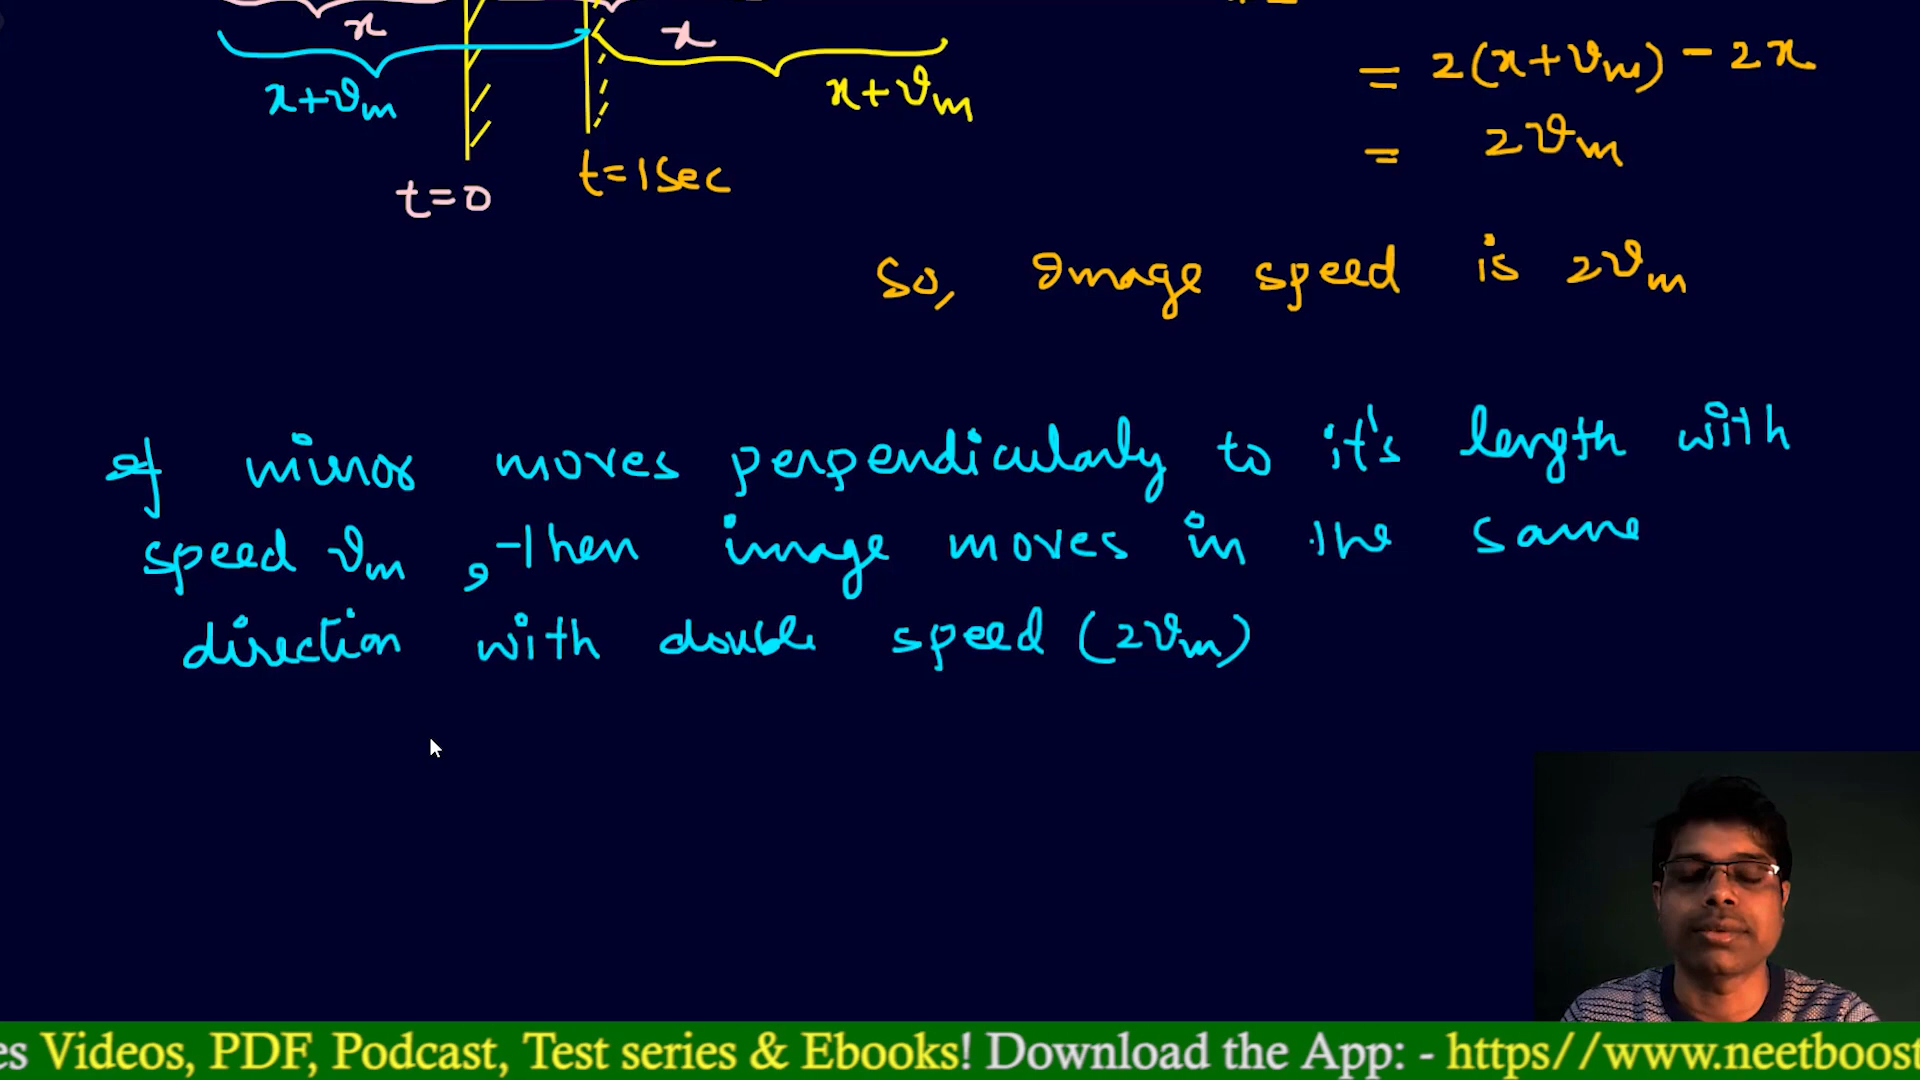 x
x
= 2(x+vm) - 2x
x+vm
x+vm
= 2vm
t=0
t=1sec
So, Image speed is 2vm
If mirror moves perpendicularly to it's length with
speed vm, then image moves in the same
direction with double speed (2vm)
es Videos, PDF, Podcast, Test series & Ebooks! Download the App: - https//www.neetboost